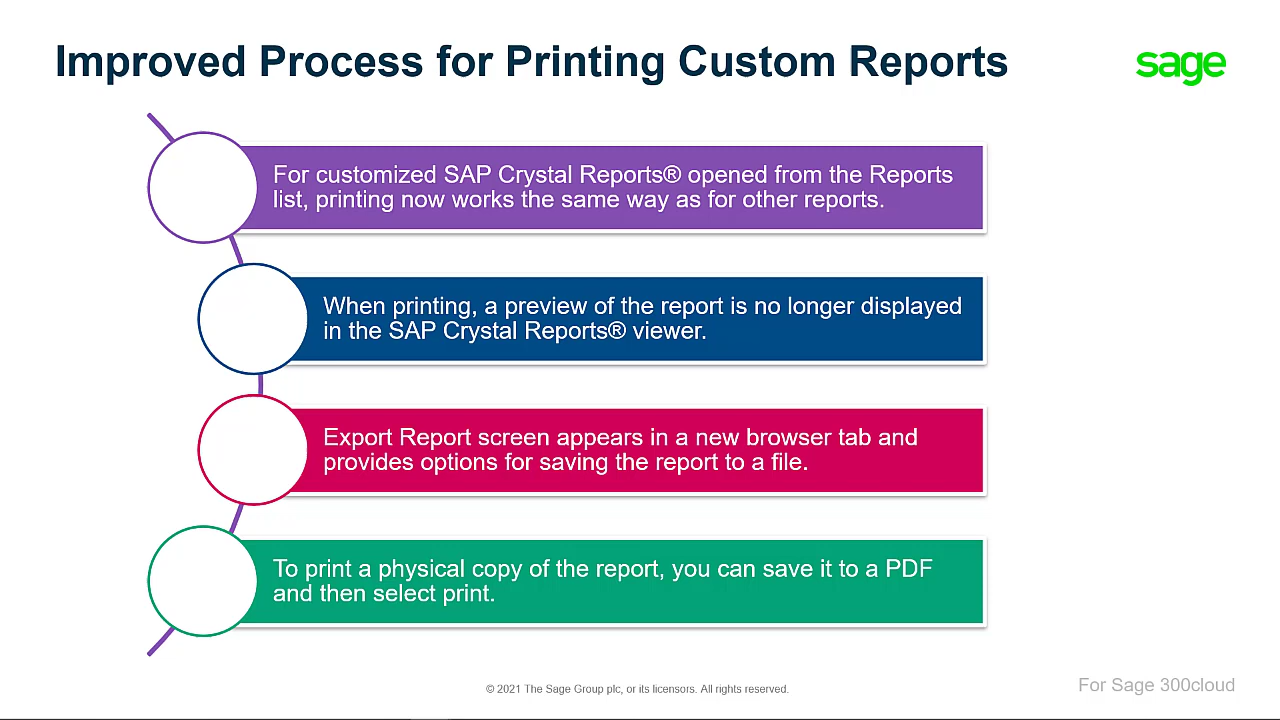 Improved Process for Printing Custom Reports
sage
For customized SAP Crystal Reports® opened from the Reports
list, printing now works the same way as for other reports.
When printing, a preview of the report is no longer displayed
in the SAP Crystal Reports® viewer.
Export Report screen appears in a new browser tab and
provides options for saving the report to a file.
To print a physical copy of the report, you can save it to a PDF
and then select print.
© 2021 The Sage Group plc, or its licensors. All rights reserved.
For Sage 300cloud